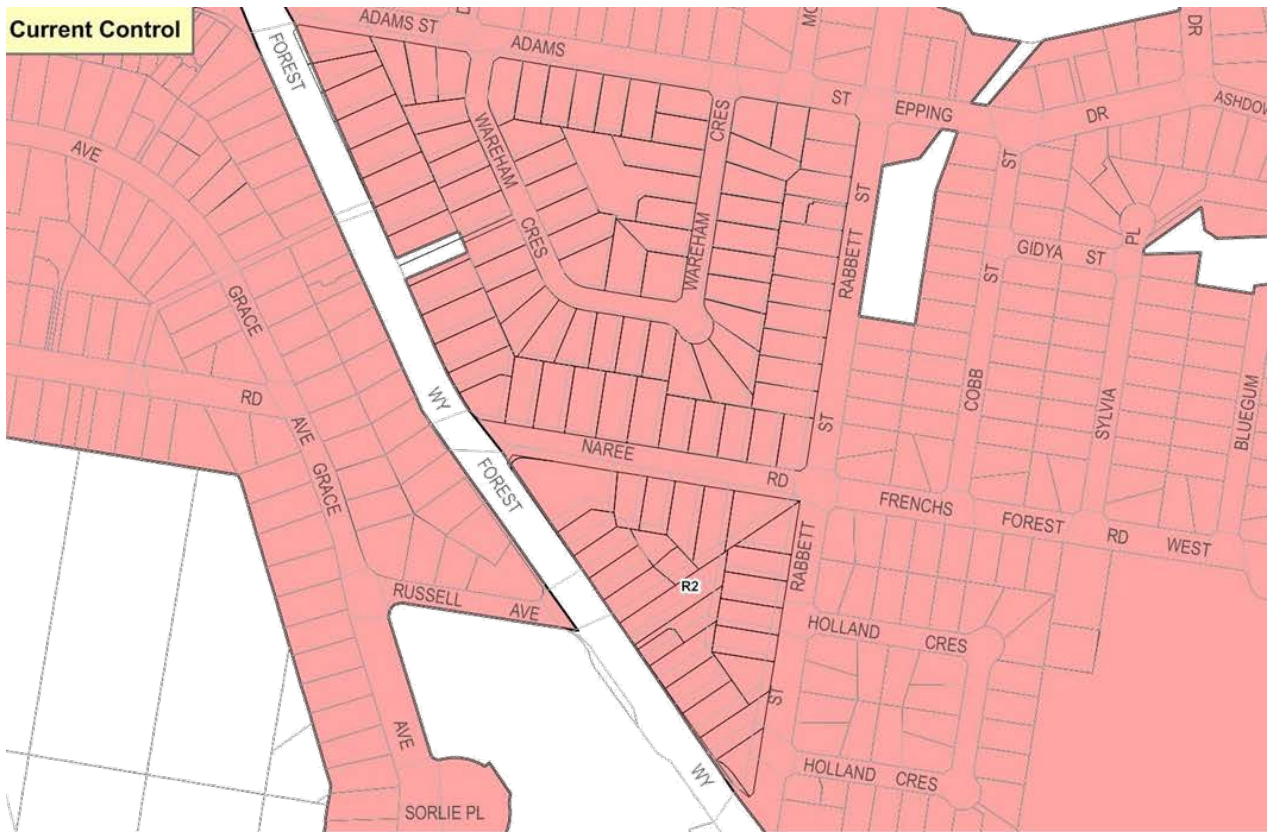 Current Control
FOREST
ADAMS ST
ADAMS
ST
EPPING
DR
DR
ASHDOW
AVE
WAREHAM
CRES
CRES
WAREHAM
RABBETT
ST
ST
ST
GIDYA ST
PL
GRACE
RD
AVE
GRACE
WY
FOREST
NAREE
RD
ST
COBB
SYLVIA
BLUEGUM
FRENCHS
FOREST
RD
WEST
RABBETT
R2
RUSSELL
AVE
HOLLAND
CRES
ST
AVE
WY
HOLLAND
CRES
SORLIE PL